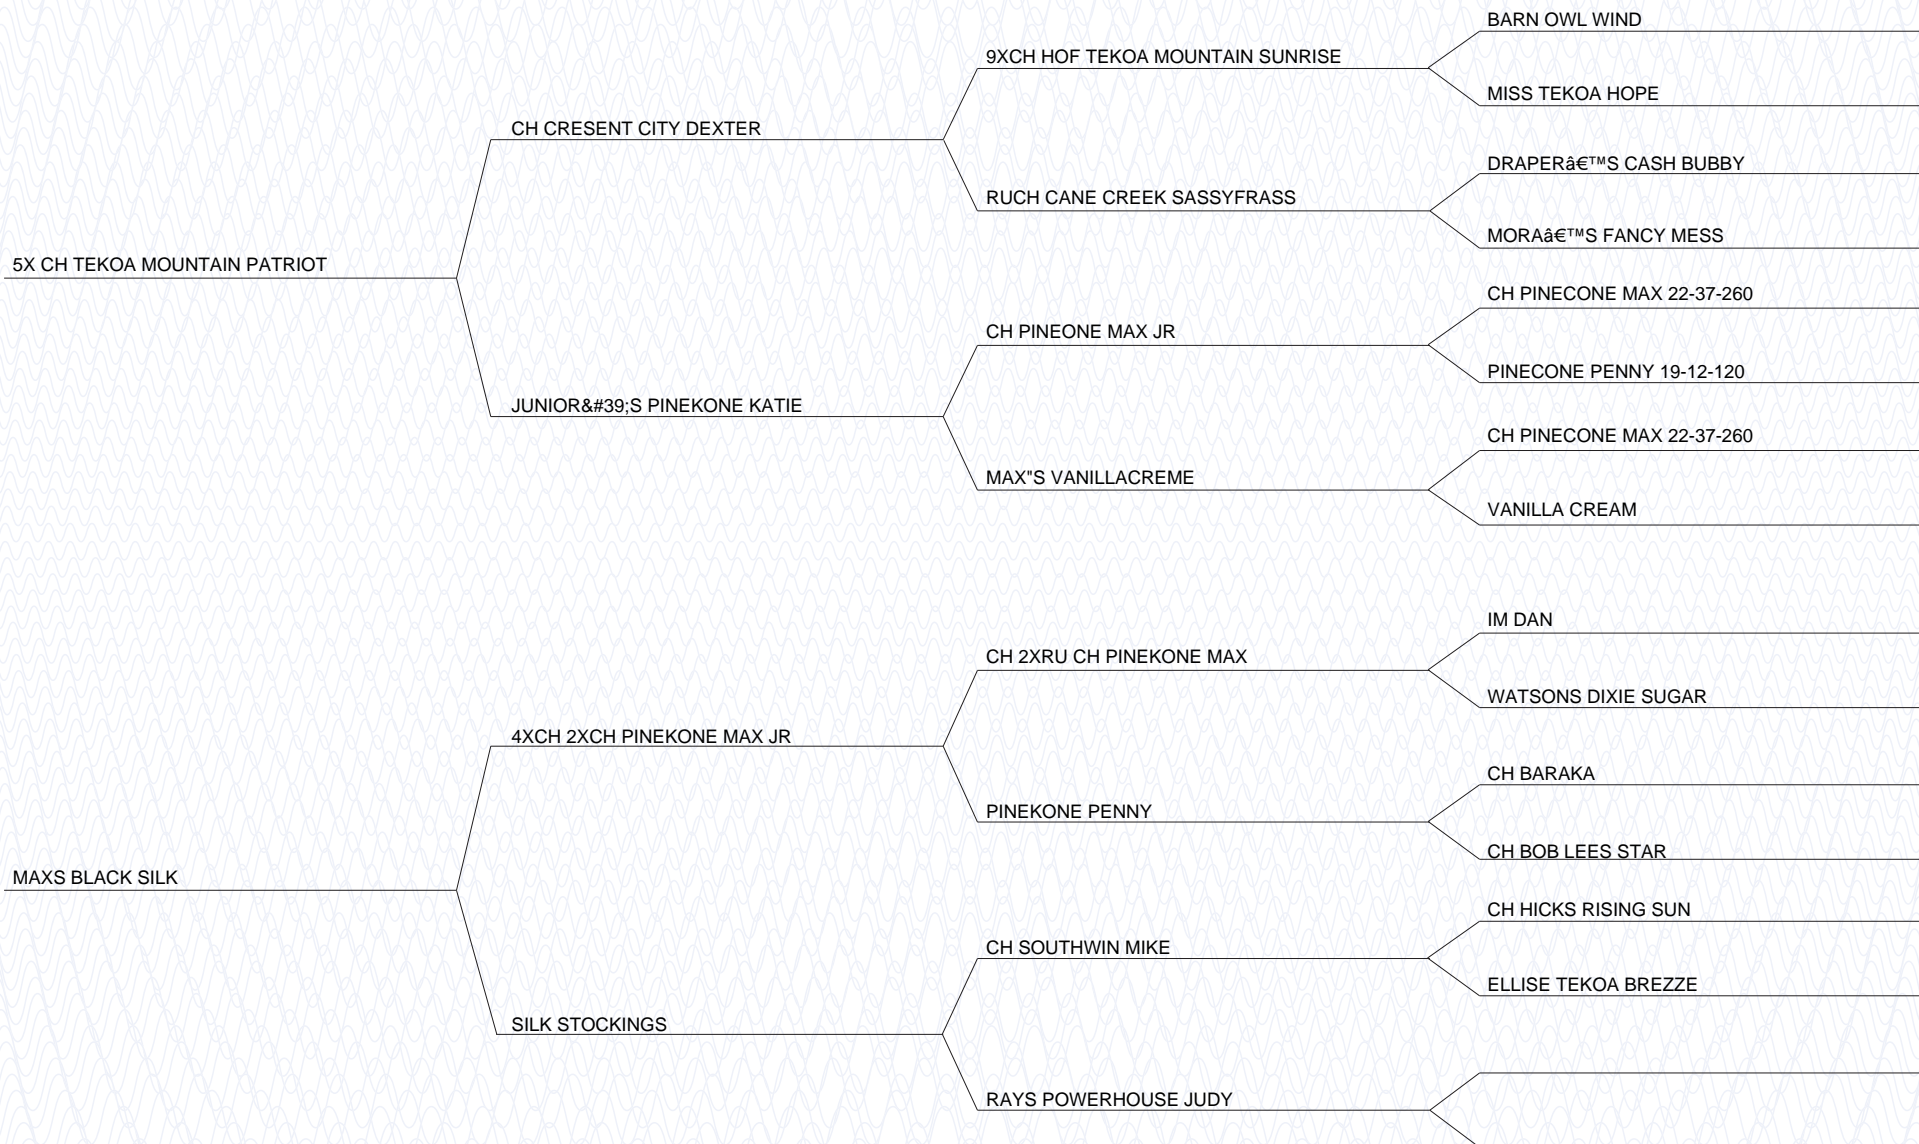 BARN OWL WIND
9XCH HOF TEKOA MOUNTAIN SUNRISE
MISS TEKOA HOPE
CH CRESENT CITY DEXTER
DRAPERâ€™S CASH BUBBY
RUCH CANE CREEK SASSYFRASS
MORAâ€™S FANCY MESS
5X CH TEKOA MOUNTAIN PATRIOT
CH PINECONE MAX 22-37-260
CH PINEONE MAX JR
PINECONE PENNY 19-12-120
JUNIOR&#39;S PINEKONE KATIE
CH PINECONE MAX 22-37-260
MAX"S VANILLACREME
VANILLA CREAM
IM DAN
CH 2XRU CH PINEKONE MAX
WATSONS DIXIE SUGAR
4XCH 2XCH PINEKONE MAX JR
CH BARAKA
PINEKONE PENNY
CH BOB LEES STAR
MAXS BLACK SILK
CH HICKS RISING SUN
CH SOUTHWIN MIKE
ELLISE TEKOA BREZZE
SILK STOCKINGS
RAYS POWERHOUSE JUDY